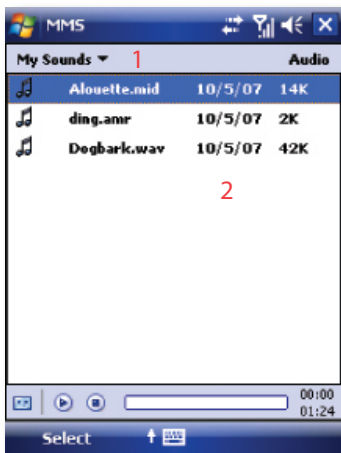 MMS
My Sounds 1 Audio
Alouette.mid 10/5/07 14K
ding.amr 10/5/07 2K
Dogbark.wav 10/5/07 42K
2
00:00
01:24
Select